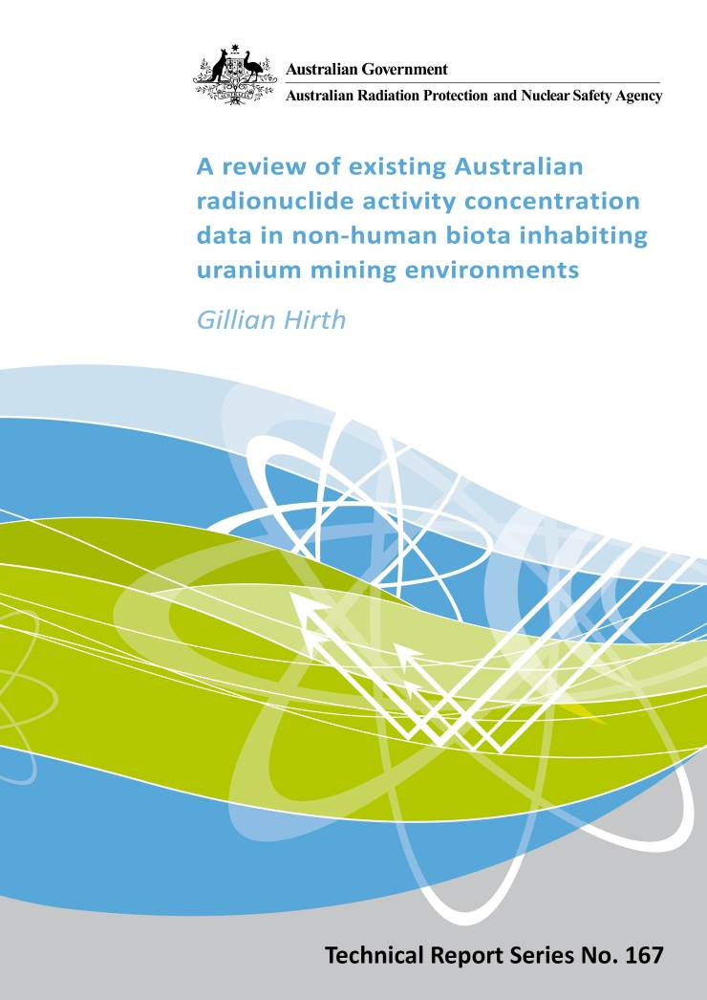 Australian Government
Australian Radiation Protection and Nuclear Safety Agency
A review of existing Australian
radionuclide activity concentration
data in non-human biota inhabiting
uranium mining environments
Gillian Hirth
Technical Report Series No. 167